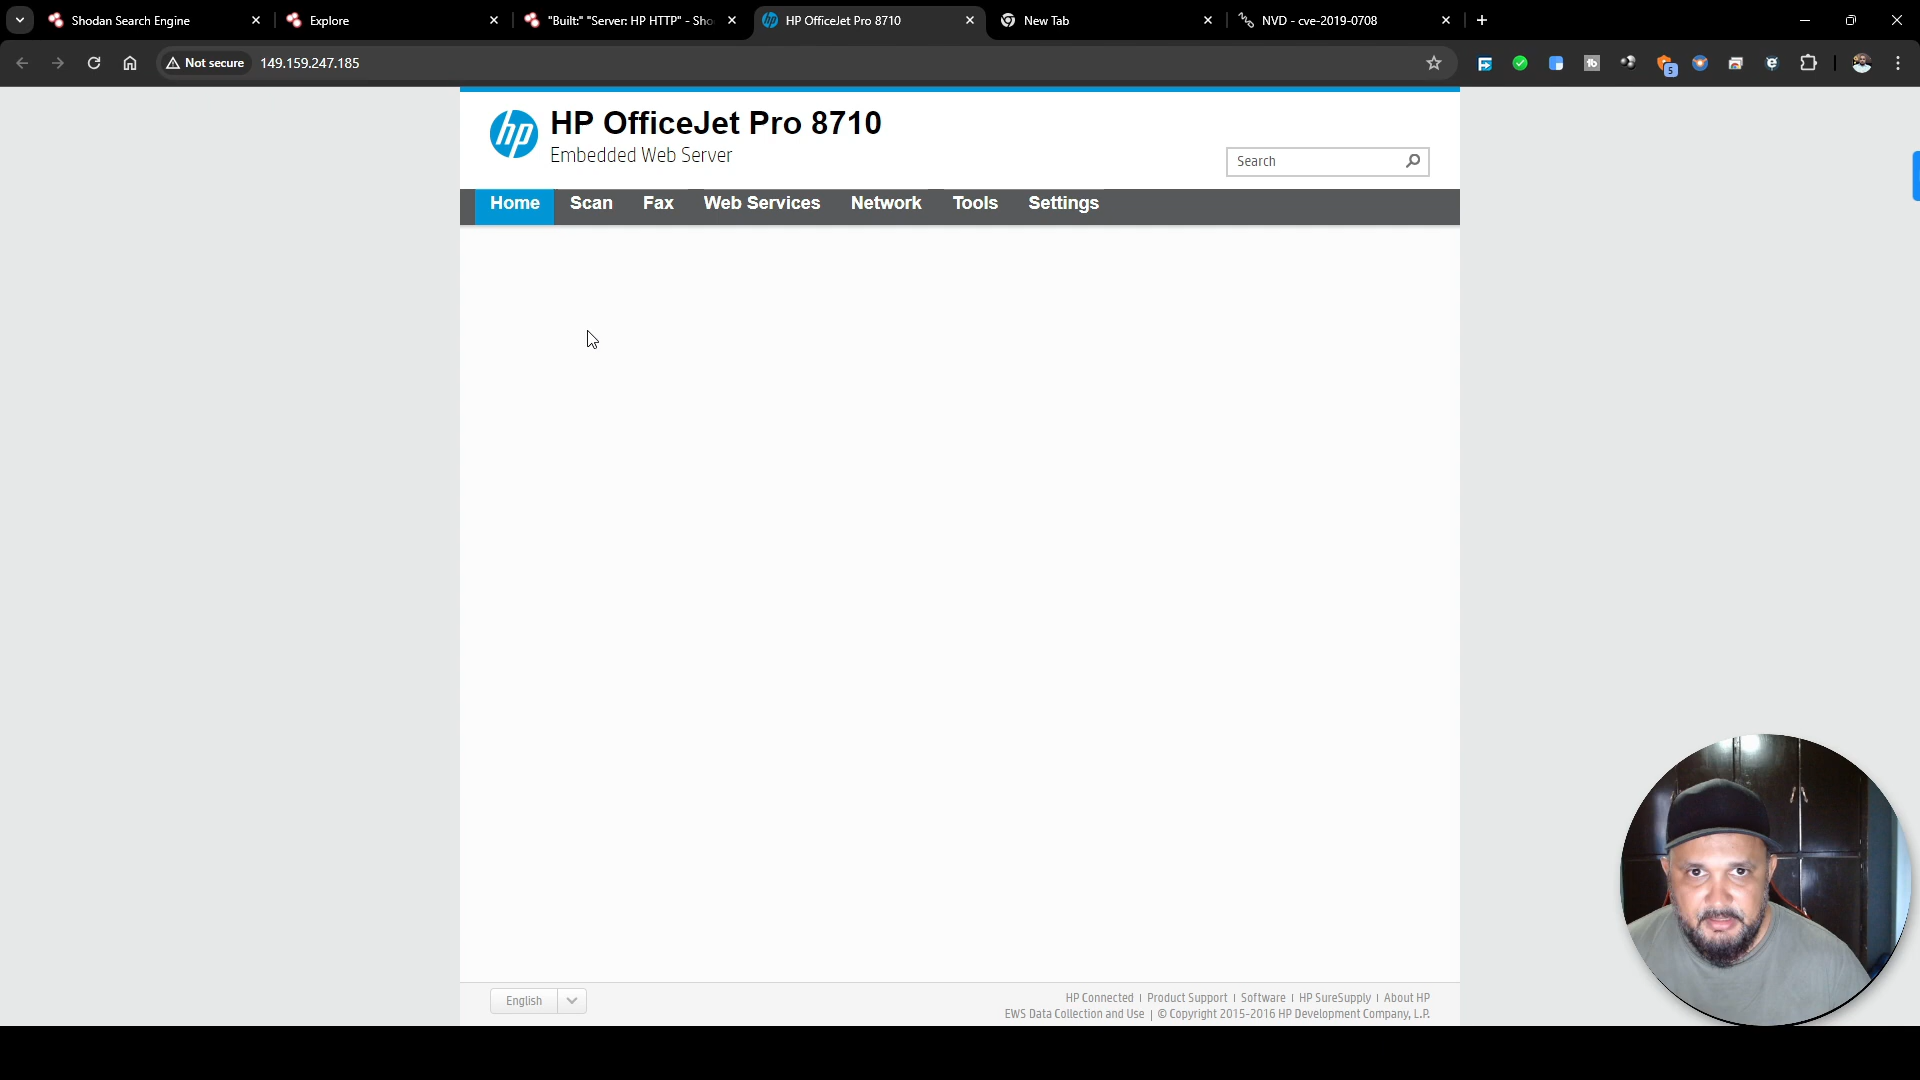 Shodan Search Engine
Explore
"Built:" "Server: HP HTTP" - Sho
HP OfficeJet Pro 8710
New Tab
NVD - cve-2019-0708
Not secure
149.159.247.185
5
hp
HP OfficeJet Pro 8710
Embedded Web Server
Search
Home
Scan
Fax
Web Services
Network
Tools
Settings
English
HP Connected | Product Support | Software | HP SureSupply | About HP
EWS Data Collection and Use | © Copyright 2015-2016 HP Development Company, L.P.